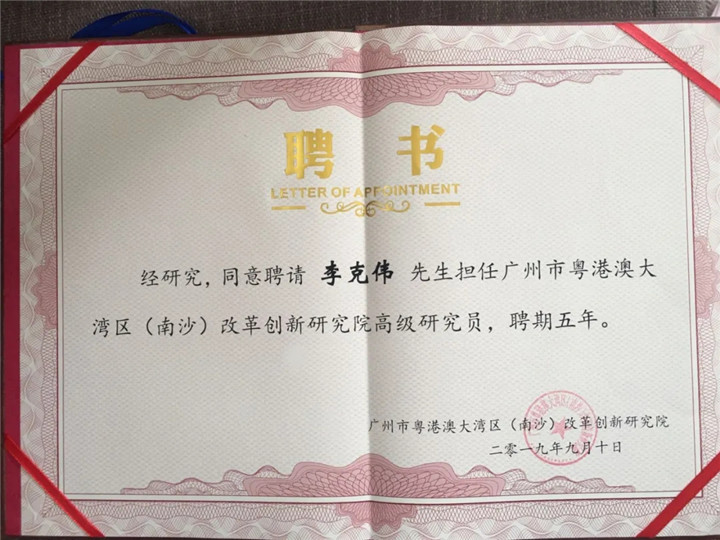 聘 书
LETTER OF APPOINTMENT
经研究，同意聘请 李克伟 先生担任广州市粤港澳大
湾区（南沙）改革创新研究院高级研究员，聘期五年。
广州市粤港澳大湾区（南沙）改革创新研究院
二零一九年九月十日